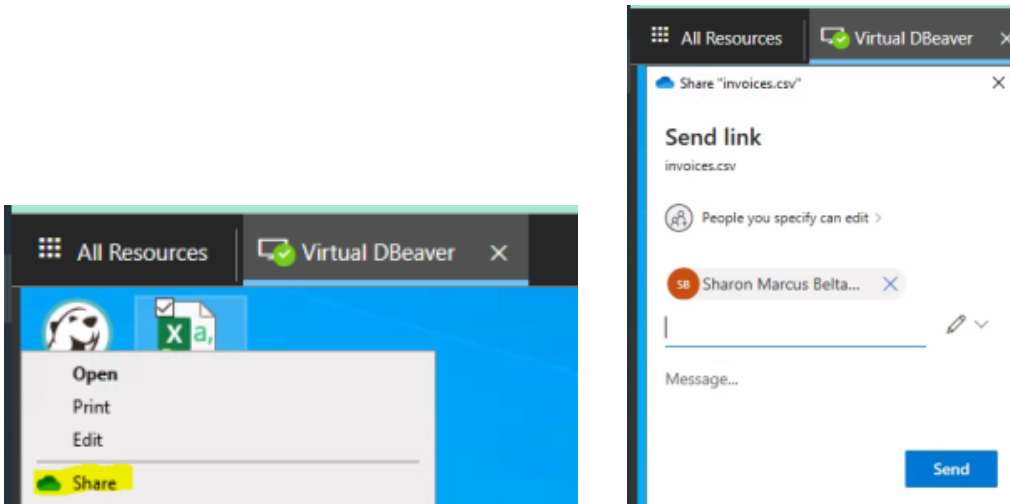 All Resources
Virtual DBeaver
X a,
Open
Print
Edit
Share
All Resources
Virtual DBeaver
Share "invoices.csv"
Send link
invoices.csv
People you specify can edit >
SB Sharon Marcus Belta...
Message...
Send